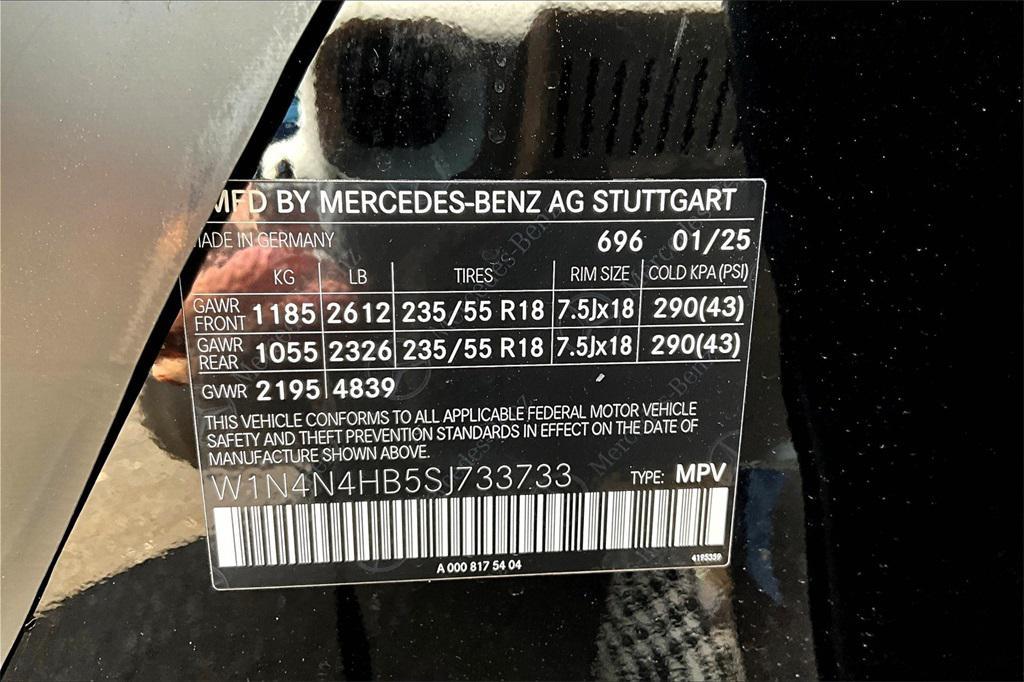 MFD BY MERCEDES-BENZ AG STUTTGART
MADE IN GERMANY 696 01/25
KG LB TIRES RIM SIZE COLD KPA (PSI)
GAWR FRONT 1185 2612 235/55 R18 7.5Jx18 290(43)
GAWR REAR 1055 2326 235/55 R18 7.5Jx18 290(43)
GVWR 2195 4839
THIS VEHICLE CONFORMS TO ALL APPLICABLE FEDERAL MOTOR VEHICLE
SAFETY AND THEFT PREVENTION STANDARDS IN EFFECT ON THE DATE OF
MANUFACTURE SHOWN ABOVE.
W1N4N4HB5SJ733733 TYPE: MPV
A 000 817 54 04 4195359